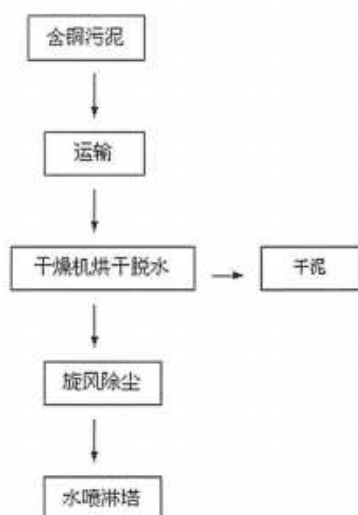 含铜污泥
运输
干燥机烘干脱水
干泥
旋风除尘
水喷淋塔